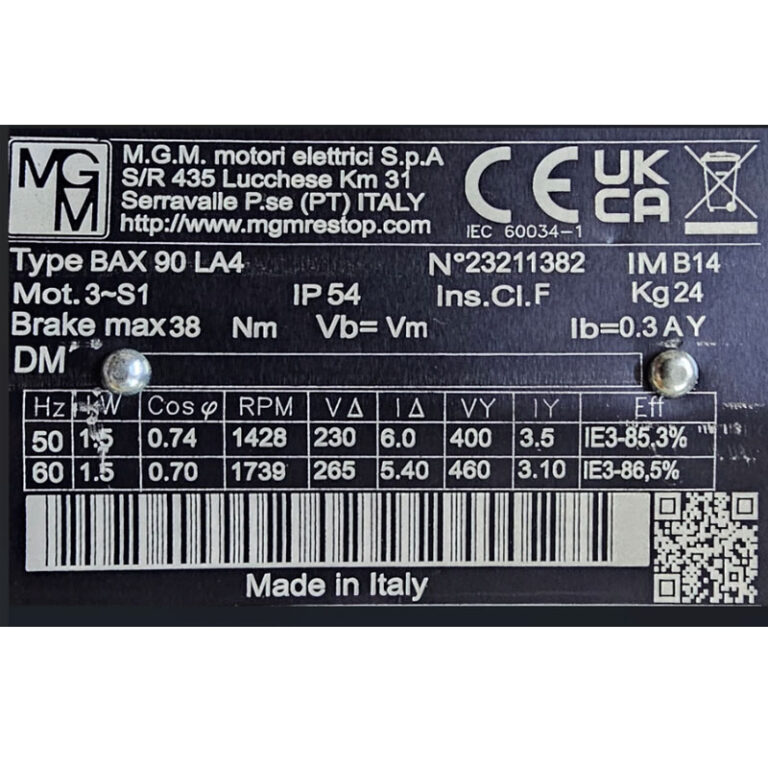 MGM
M.G.M. motori elettrici S.p.A
S/R 435 Lucchese Km 31
Serravalle P.se (PT) ITALY
http://www.mgmrestop.com
CE
IEC 60034-1
UK
CA
Type BAX 90 LA4 N°23211382 IM B14
Mot. 3~S1 IP 54 Ins.Cl.F Kg 24
Brake max 38 Nm Vb= Vm Ib=0.3 A Y
DM
Hz kW Cos φ RPM V Δ I Δ VY IY Eff
50 1.5 0.74 1428 230 6.0 400 3.5 IE3-85.3%
60 1.5 0.70 1739 265 5.40 460 3.10 IE3-86,5%
Made in Italy